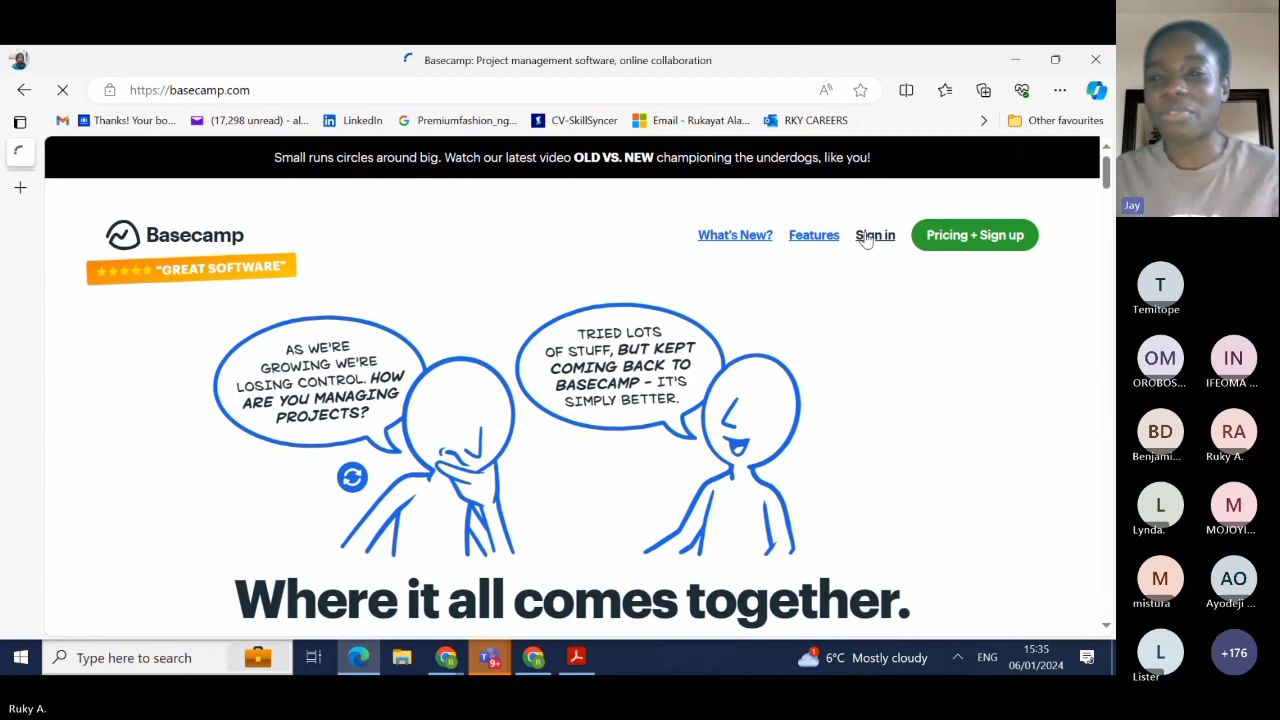 Basecamp: Project management software, online collaboration
https://basecamp.com
Thanks! Your bo...
(17,298 unread) - al...
LinkedIn
Premiumfashion_ng...
CV-SkillSyncer
Email - Rukayat Ala...
RKY CAREERS
Other favourites
Small runs circles around big. Watch our latest video OLD VS. NEW championing the underdogs, like you!
Basecamp
What's New?
Features
Sign in
Pricing + Sign up
"GREAT SOFTWARE"
AS WE'RE
GROWING WE'RE
LOSING CONTROL. HOW
ARE YOU MANAGING
PROJECTS?
TRIED LOTS
OF STUFF, BUT KEPT
COMING BACK TO
BASECAMP – IT'S
SIMPLY BETTER.
Where it all comes together.
Type here to search
9+
1
6°C Mostly cloudy
ENG
15:35
06/01/2024
Jay
T
Temitope
OM
OROBOS...
IN
IFEOMA ...
BD
Benjami...
RA
Ruky A.
L
Lynda.
M
MOJOYI...
M
mistura
AO
Ayodeji ...
L
Lister
+176
Ruky A.